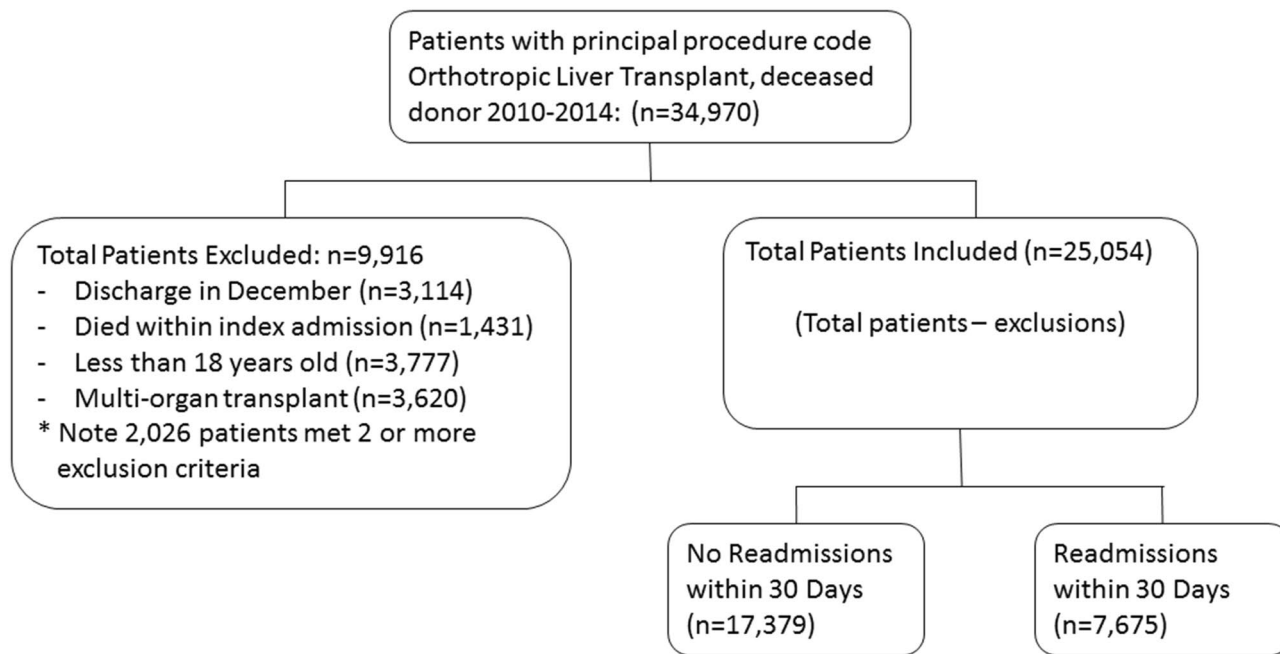 Patients with principal procedure code
Orthotropic Liver Transplant, deceased
donor 2010-2014: (n=34,970)
Total Patients Excluded: n=9,916
- Discharge in December (n=3,114)
- Died within index admission (n=1,431)
- Less than 18 years old (n=3,777)
- Multi-organ transplant (n=3,620)
* Note 2,026 patients met 2 or more
exclusion criteria
Total Patients Included (n=25,054)
(Total patients – exclusions)
No Readmissions
within 30 Days
(n=17,379)
Readmissions
within 30 Days
(n=7,675)